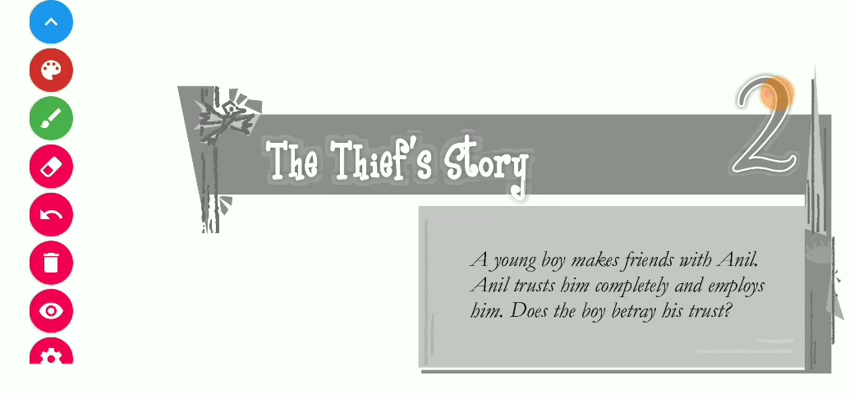 The Thief's Story
2
A young boy makes friends with Anil.
Anil trusts him completely and employs
him. Does the boy betray his trust?